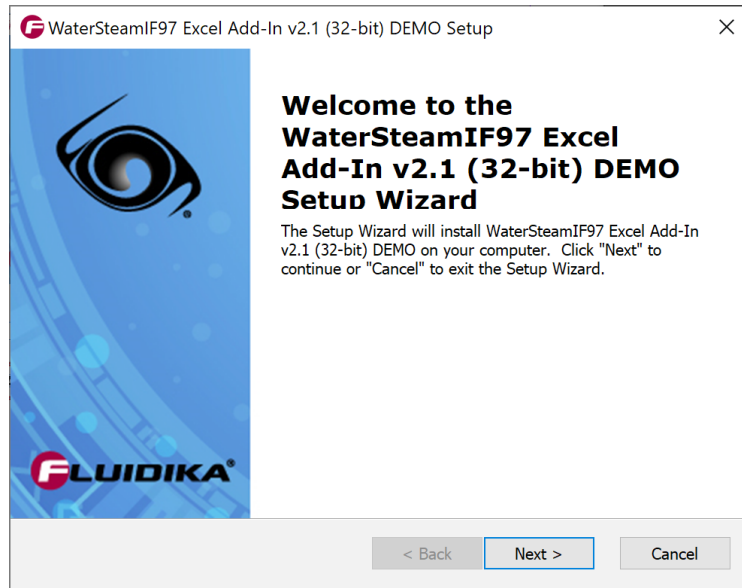 WaterSteamIF97 Excel Add-In v2.1 (32-bit) DEMO Setup
Welcome to the
WaterSteamIF97 Excel
Add-In v2.1 (32-bit) DEMO
Setup Wizard
The Setup Wizard will install WaterSteamIF97 Excel Add-In
v2.1 (32-bit) DEMO on your computer.  Click "Next" to
continue or "Cancel" to exit the Setup Wizard.
FLUIDIKA®
< Back
Next >
Cancel